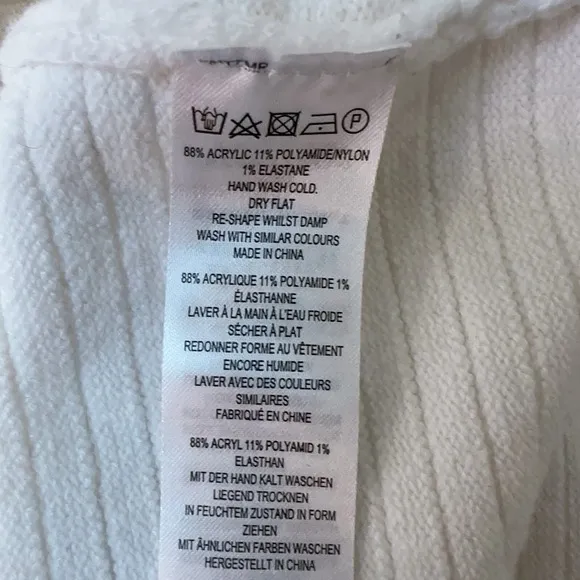 P
88% ACRYLIC 11% POLYAMIDE/NYLON
1% ELASTANE
HAND WASH COLD.
DRY FLAT
RE-SHAPE WHILST DAMP
WASH WITH SIMILAR COLOURS
MADE IN CHINA
88% ACRYLIQUE 11% POLYAMIDE 1%
ÉLASTHANNE
LAVER À LA MAIN À L'EAU FROIDE
SÉCHER À PLAT
REDONNER FORME AU VÊTEMENT
ENCORE HUMIDE
LAVER AVEC DES COULEURS
SIMILAIRES
FABRIQUÉ EN CHINE
88% ACRYL 11% POLYAMID 1%
ELASTHAN
MIT DER HAND KALT WASCHEN
LIEGEND TROCKNEN
IN FEUCHTEM ZUSTAND IN FORM
ZIEHEN
MIT ÄHNLICHEN FARBEN WASCHEN
HERGESTELLT IN CHINA